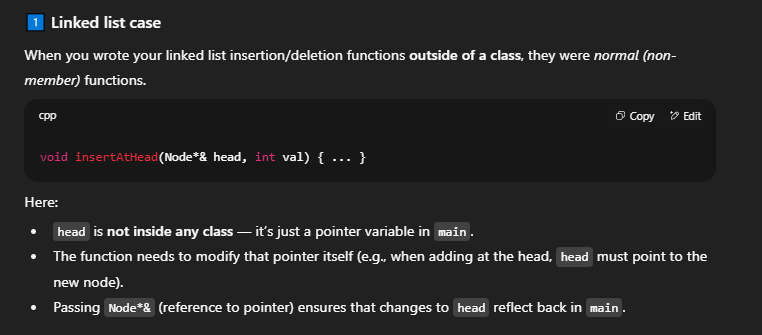 1 Linked list case
When you wrote your linked list insertion/deletion functions outside of a class, they were normal (non-
member) functions.
cpp Copy Edit
void insertAtHead(Node*& head, int val) { ... }
Here:
• head is not inside any class — it's just a pointer variable in main.
• The function needs to modify that pointer itself (e.g., when adding at the head, head must point to the
new node).
• Passing Node*& (reference to pointer) ensures that changes to head reflect back in main.